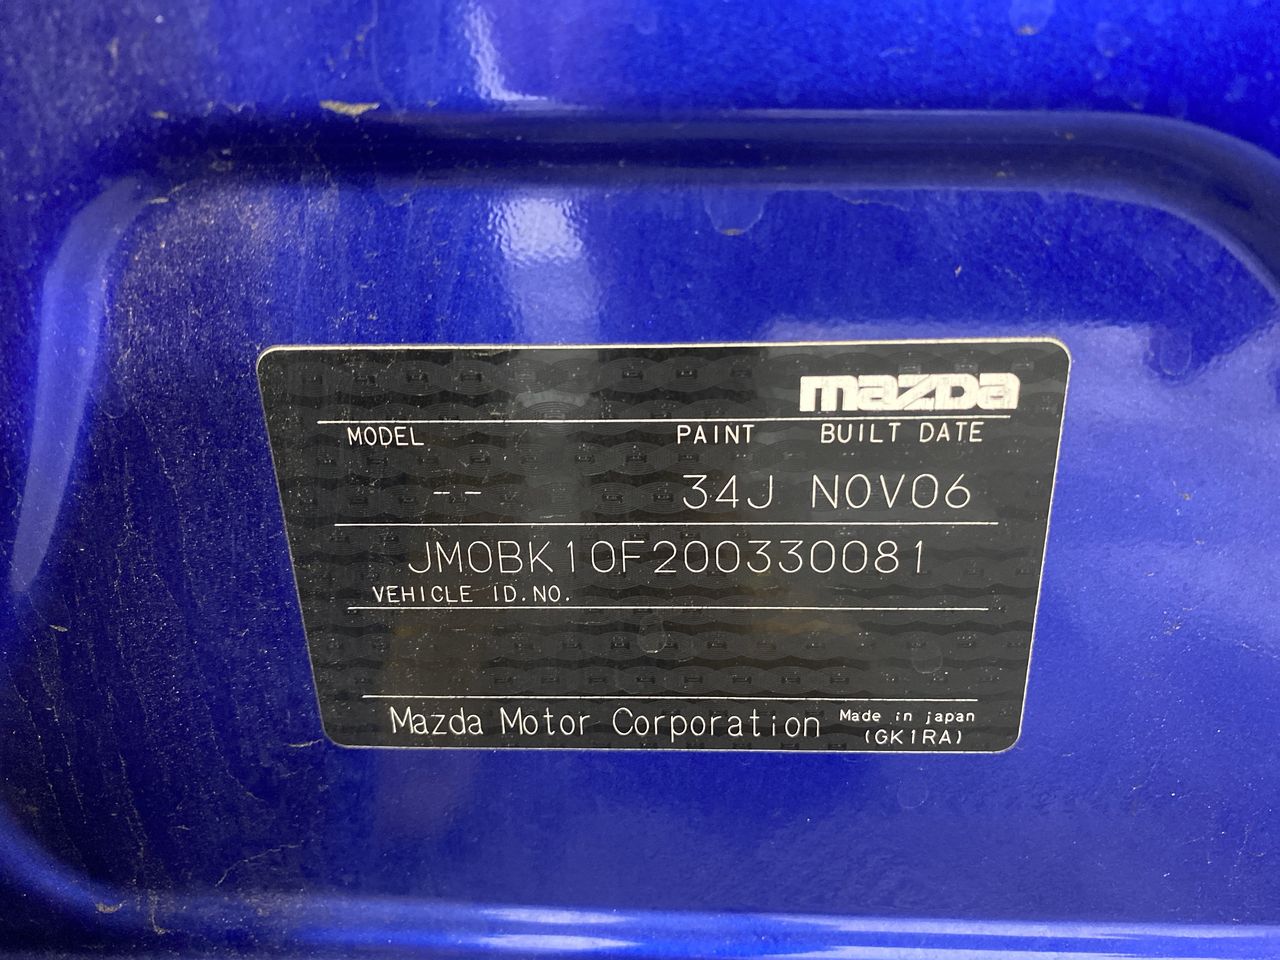 mazda
MODEL PAINT BUILT DATE
-- 34J NOV06
JM0BK10F200330081
VEHICLE ID.NO.
Mazda Motor Corporation Made in japan
(GK1RA)